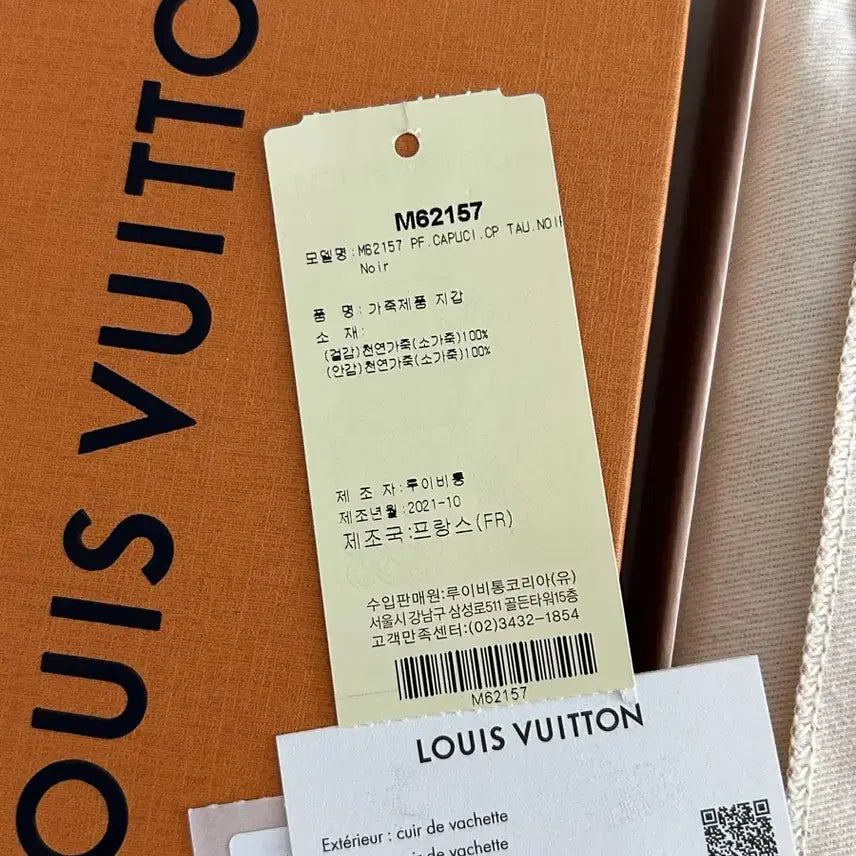 LOUIS VUITTON
M62157
모델명:M62157 PF.CAPUCI.CP TAU.NOIR
Noir
품 명:가죽제품 지갑
소 재:
(겉감)천연가죽(소가죽)100%
(안감)천연가죽(소가죽)100%
제 조 자:루이비통
제조년월:2021-10
제조국:프랑스(FR)
수입판매원:루이비통코리아(유)
서울시 강남구 삼성로511 골든타워15층
고객만족센터:(02)3432-1854
M62157
LOUIS VUITTON
Extérieur : cuir de vachette
cuir de vachette